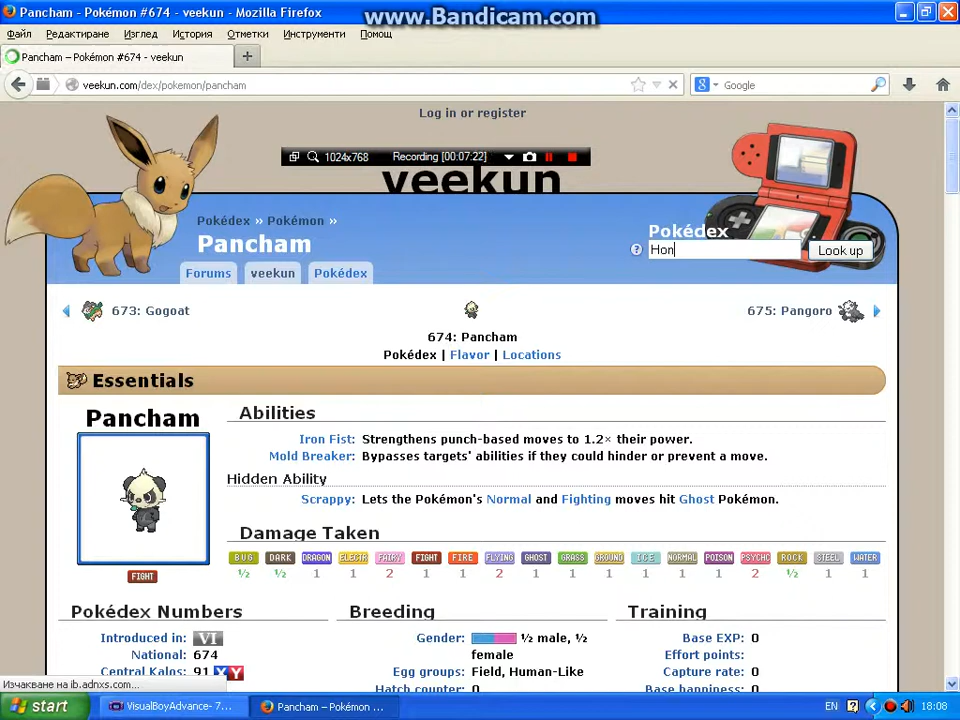 Pancham - Pokémon #674 - veekun - Mozilla Firefox
www.Bandicam.com
Файл Редактиране Изглед История Отметки Инструменти Помощ
Pancham – Pokémon #674 - veekun
veekun.com/dex/pokemon/pancham
Google
Log in or register
1024x768 Recording [00:07:22]
veekun
Pokédex » Pokémon »
Pancham
Pokédex
Hon
Look up
Forums veekun Pokédex
673: Gogoat
675: Pangoro
674: Pancham
Pokédex | Flavor | Locations
Essentials
Pancham
FIGHT
Abilities
Iron Fist: Strengthens punch-based moves to 1.2× their power.
Mold Breaker: Bypasses targets' abilities if they could hinder or prevent a move.
Hidden Ability
Scrappy: Lets the Pokémon's Normal and Fighting moves hit Ghost Pokémon.
Damage Taken
BUG DARK DRAGON ELECTR FAIRY FIGHT FIRE FLYING GHOST GRASS GROUND ICE NORMAL POISON PSYCHC ROCK STEEL WATER
½ ½ 1 1 2 1 1 2 1 1 1 1 1 1 2 ½ 1 1
Pokédex Numbers
Introduced in: VI
National: 674
Central Kalos: 91 X Y
Breeding
Gender: ½ male, ½
female
Egg groups: Field, Human-Like
Hatch counter: 0
Training
Base EXP: 0
Effort points:
Capture rate: 0
Base happiness: 0
Изчакване на ib.adnxs.com...
start
VisualBoyAdvance- 7...
Pancham – Pokémon ...
EN
18:08